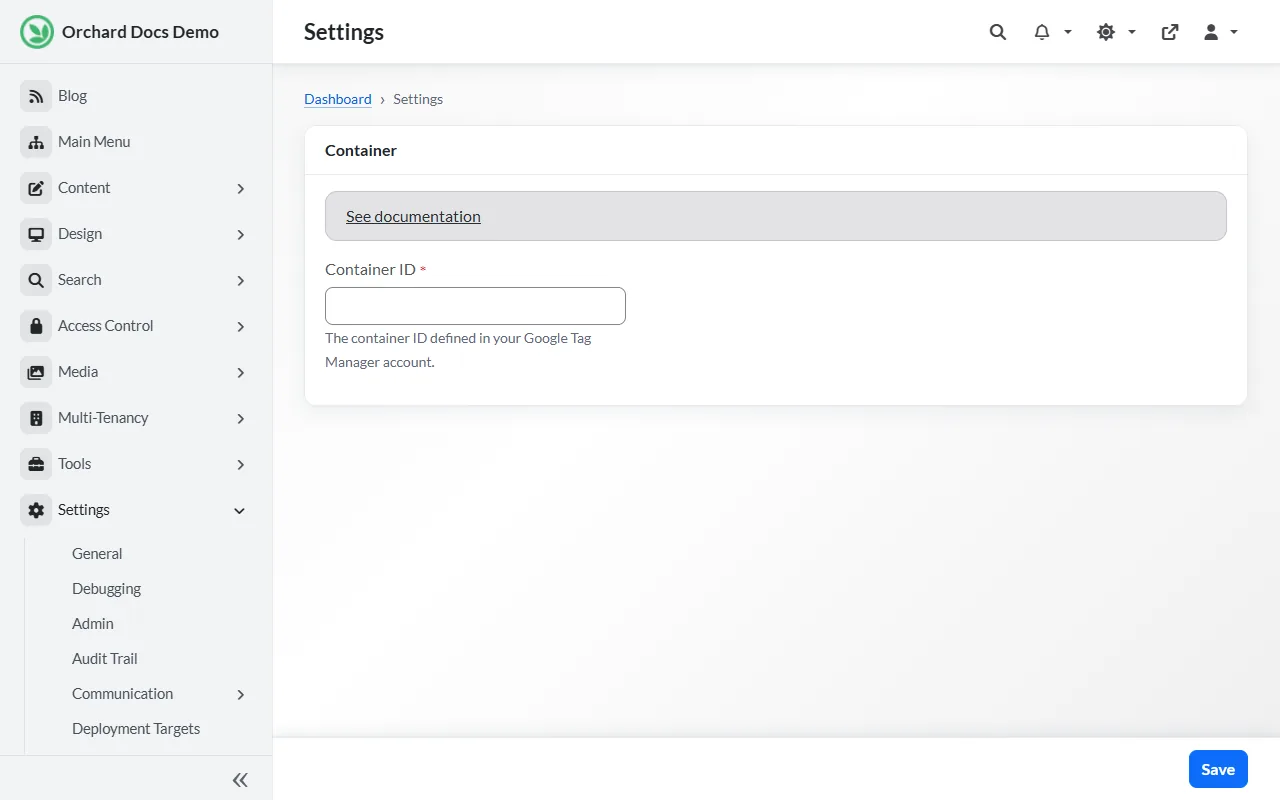 Orchard Docs Demo
Settings
Blog
Main Menu
Content
Design
Search
Access Control
Media
Multi-Tenancy
Tools
Settings
General
Debugging
Admin
Audit Trail
Communication
Deployment Targets
Dashboard › Settings
Container
See documentation
Container ID *
The container ID defined in your Google Tag
Manager account.
Save